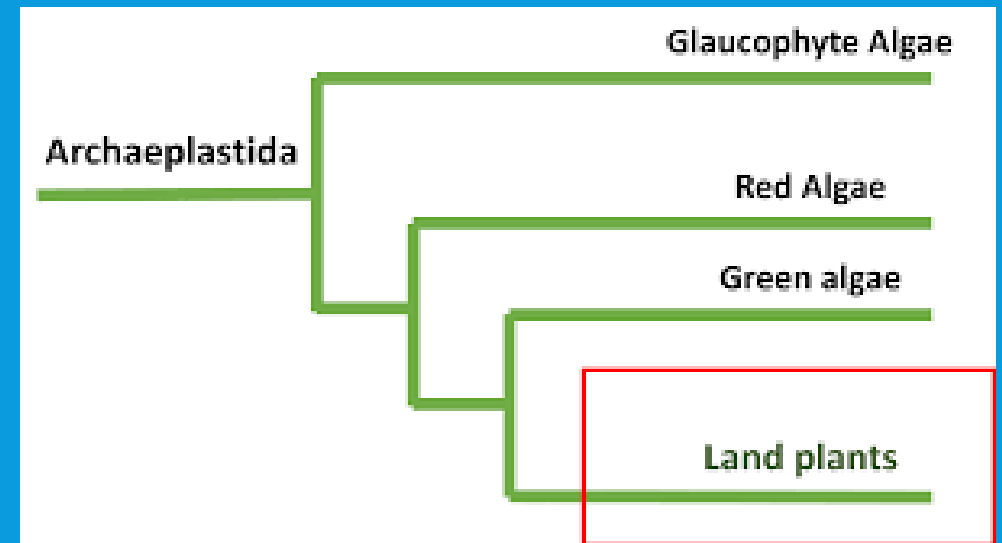 Glaucophyte Algae
Archaeplastida
Red Algae
Green algae
Land plants